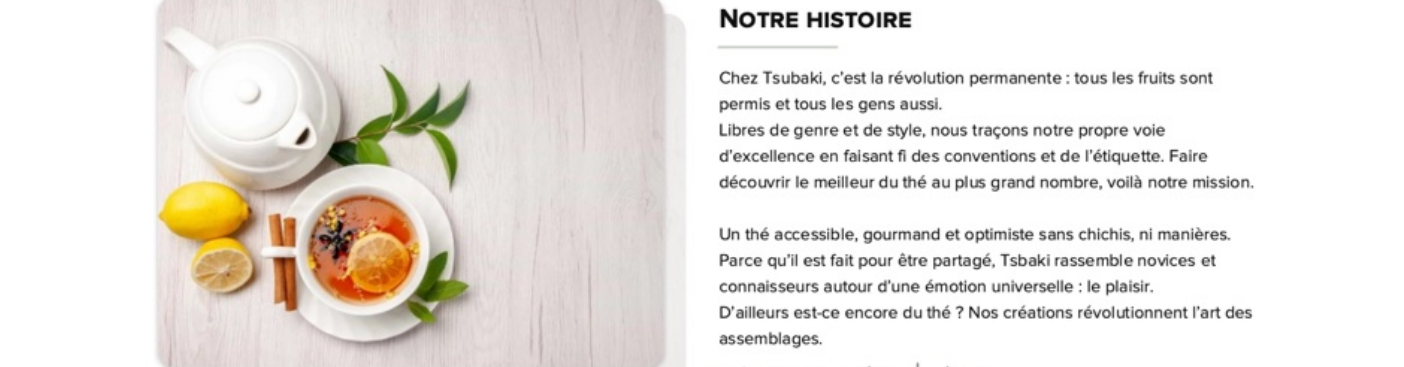 NOTRE HISTOIRE
Chez Tsubaki, c'est la révolution permanente : tous les fruits sont
permis et tous les gens aussi.
Libres de genre et de style, nous traçons notre propre voie
d'excellence en faisant fi des conventions et de l'étiquette. Faire
découvrir le meilleur du thé au plus grand nombre, voilà notre mission.
Un thé accessible, gourmand et optimiste sans chichis, ni manières.
Parce qu'il est fait pour être partagé, Tsbaki rassemble novices et
connaisseurs autour d'une émotion universelle : le plaisir.
D'ailleurs est-ce encore du thé ? Nos créations révolutionnent l'art des
assemblages.